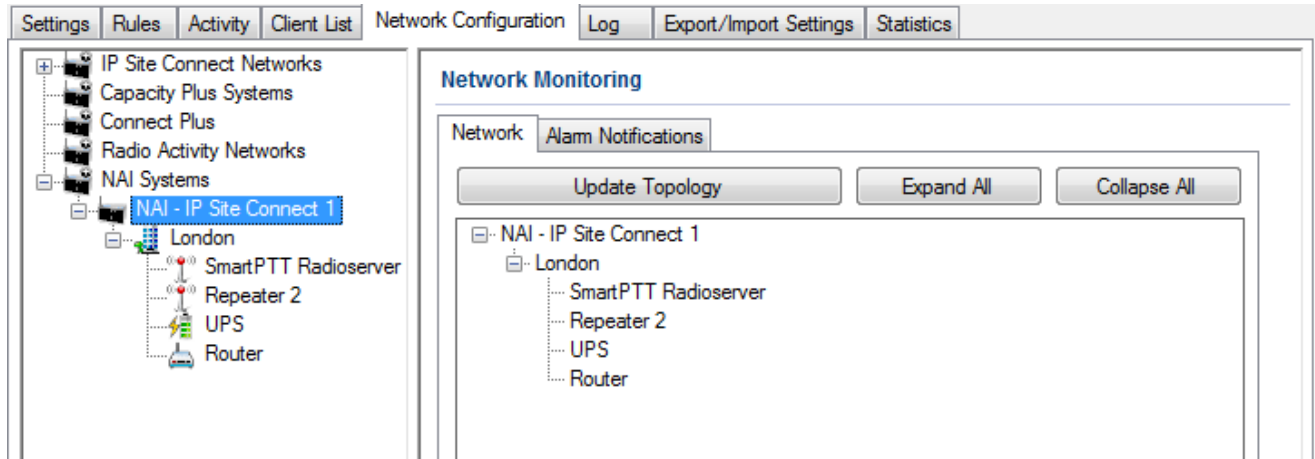 Settings Rules Activity Client List Network Configuration Log Export/Import Settings Statistics
IP Site Connect Networks
Capacity Plus Systems
Connect Plus
Radio Activity Networks
NAI Systems
NAI - IP Site Connect 1
London
SmartPTT Radioserver
Repeater 2
UPS
Router
Network Monitoring
Network Alarm Notifications
Update Topology Expand All Collapse All
NAI - IP Site Connect 1
London
SmartPTT Radioserver
Repeater 2
UPS
Router